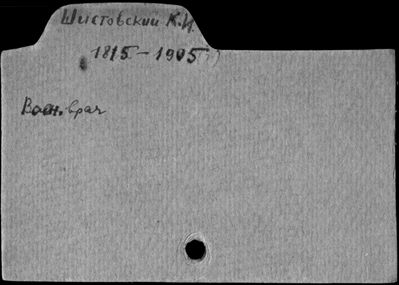 Шистовский К.И.
1815-1905(?)
Воен. врач